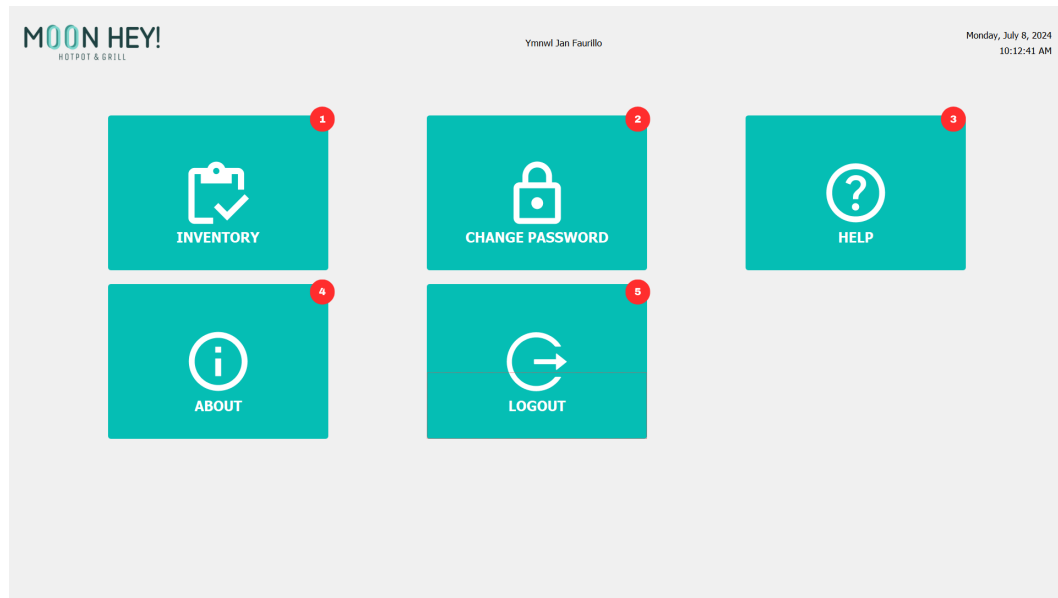 MOON HEY!
HOTPOT & GRILL
Ymnwl Jan Faurillo
Monday, July 8, 2024
10:12:41 AM
1
INVENTORY
2
CHANGE PASSWORD
3
?
HELP
4
i
ABOUT
5
LOGOUT